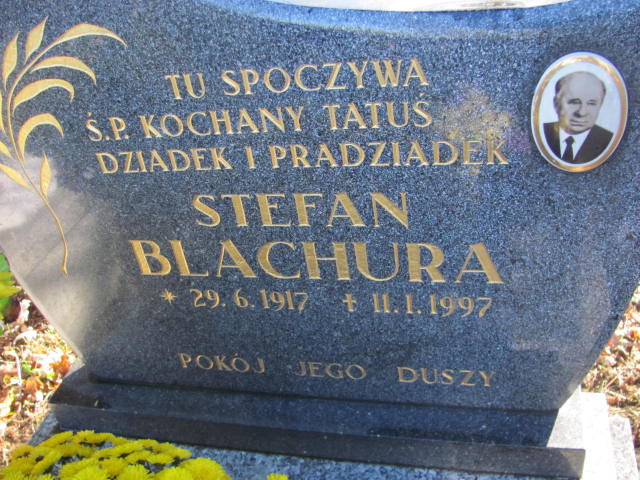 TU SPOCZYWA
Ś.P. KOCHANY TATUŚ
DZIADEK I PRADZIADEK
STEFAN
BLACHURA
* 29.6.1917 ✝ 11.1.1997
POKÓJ JEGO DUSZY